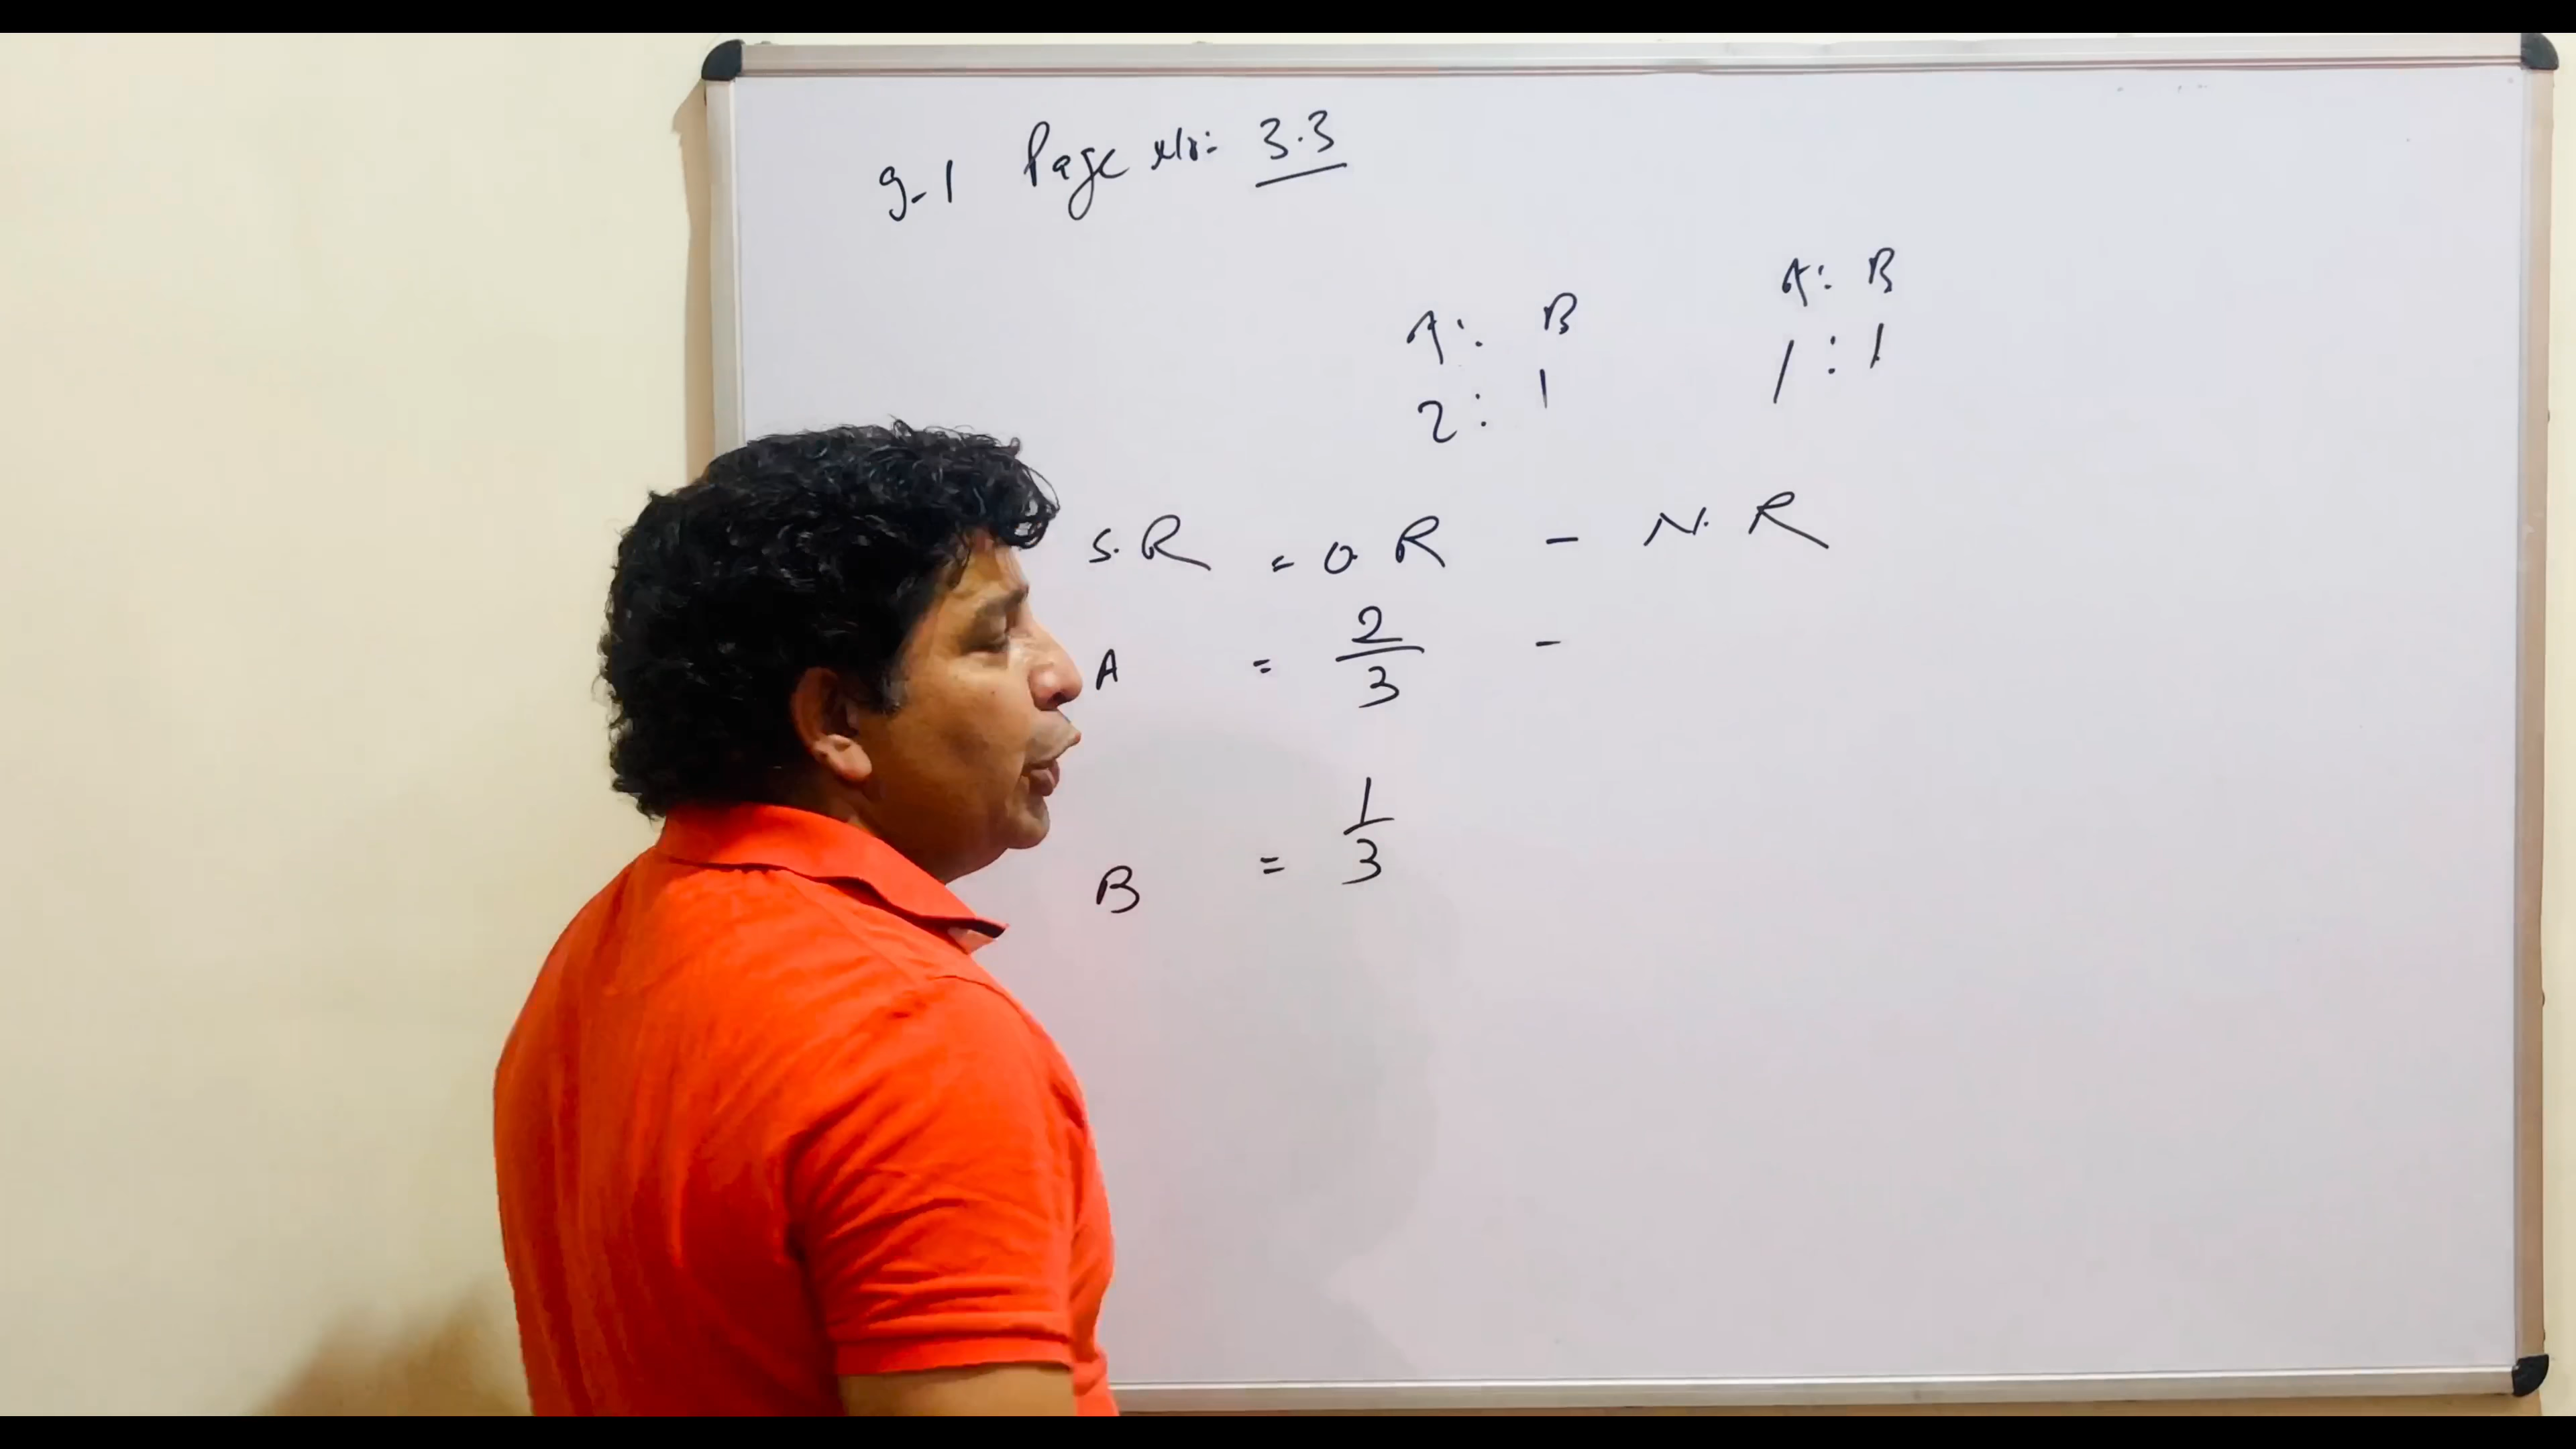 Q-1 Page No: 3.3
A: B
2: 1
A: B
1: 1
S.R = O.R - N.R
A = 2/3 -
B = 1/3